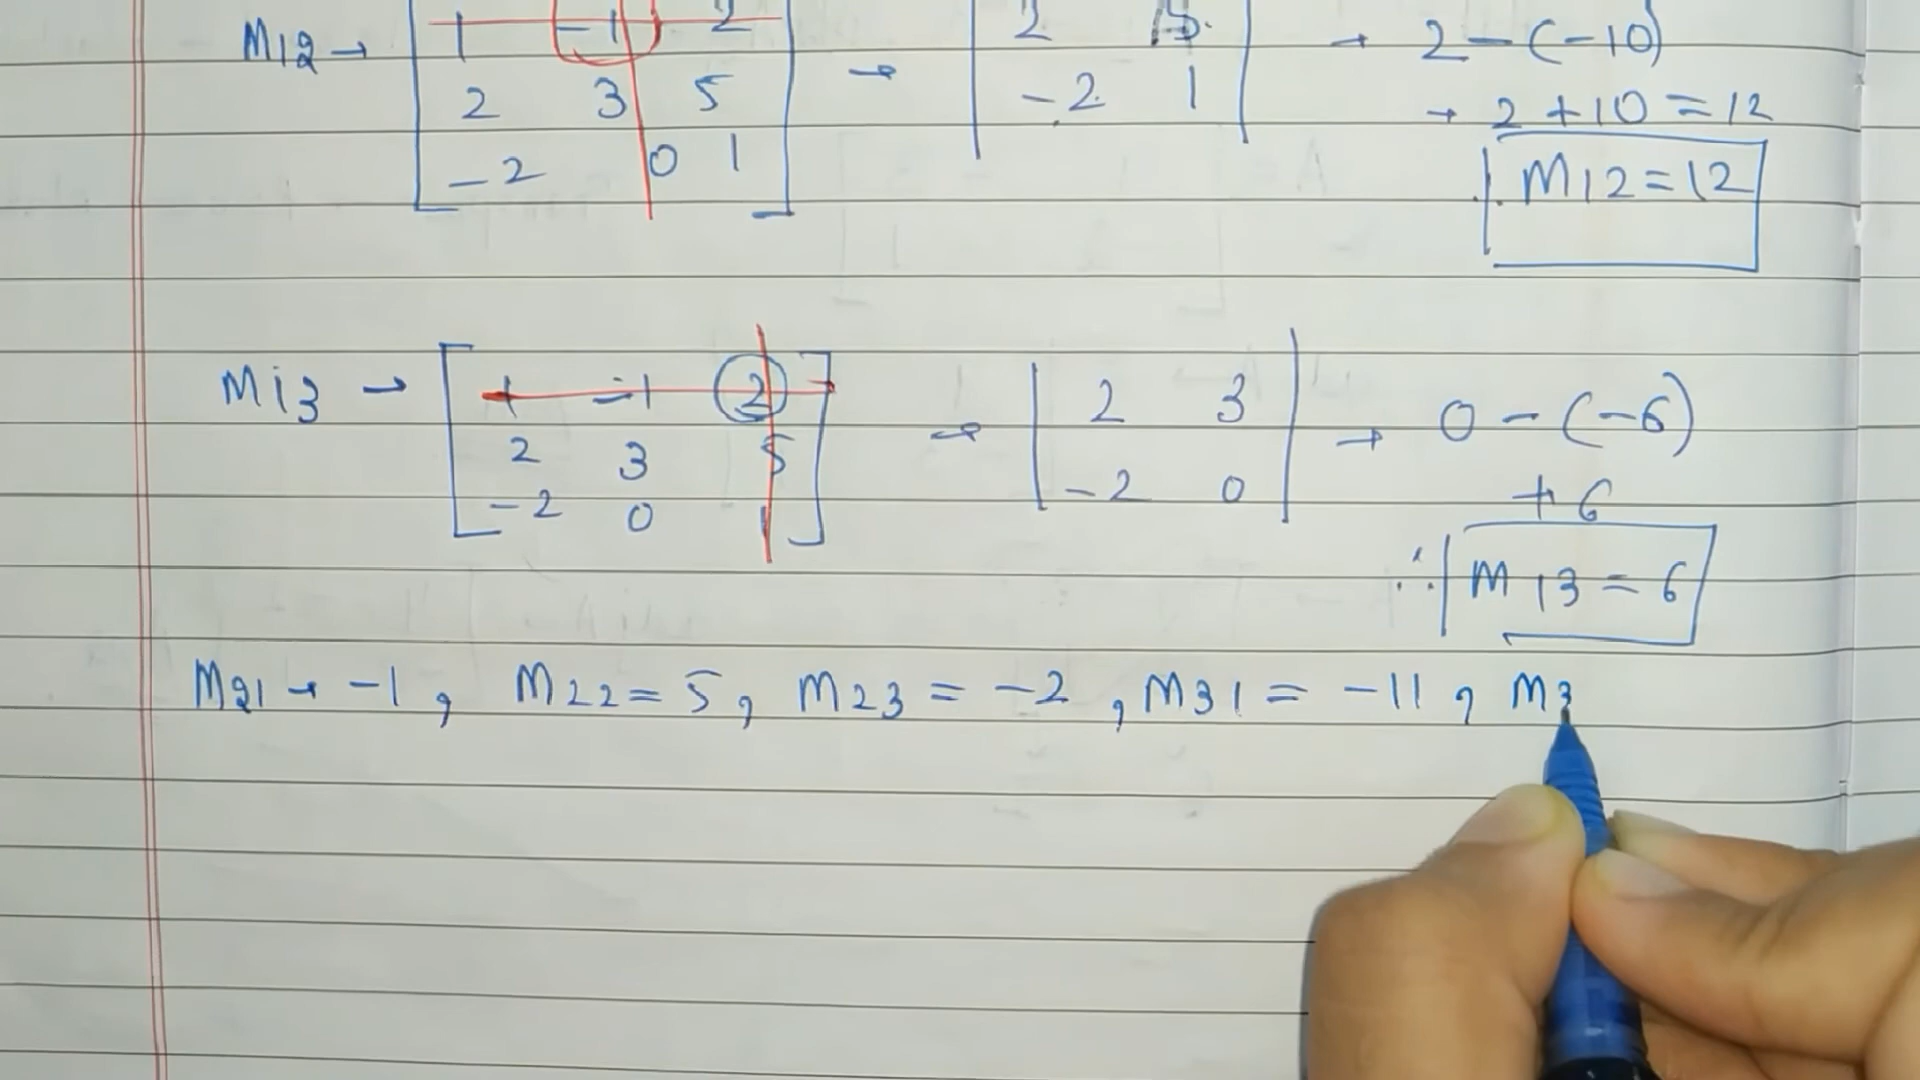 M12 → [ 1 -1 2 → | 2 5 | → 2 - (-10)
2 3 5 -2 1 → 2 + 10 = 12
-2 0 1 ] ∴ M12 = 12
M13 → [ 1 -1 2 ] → | 2 3 | → 0 - (-6)
2 3 5
-2 0 1 -2 0 + 6
∴ M13 = 6
M21 → -1, M22 = 5, M23 = -2, M31 = -11, M3